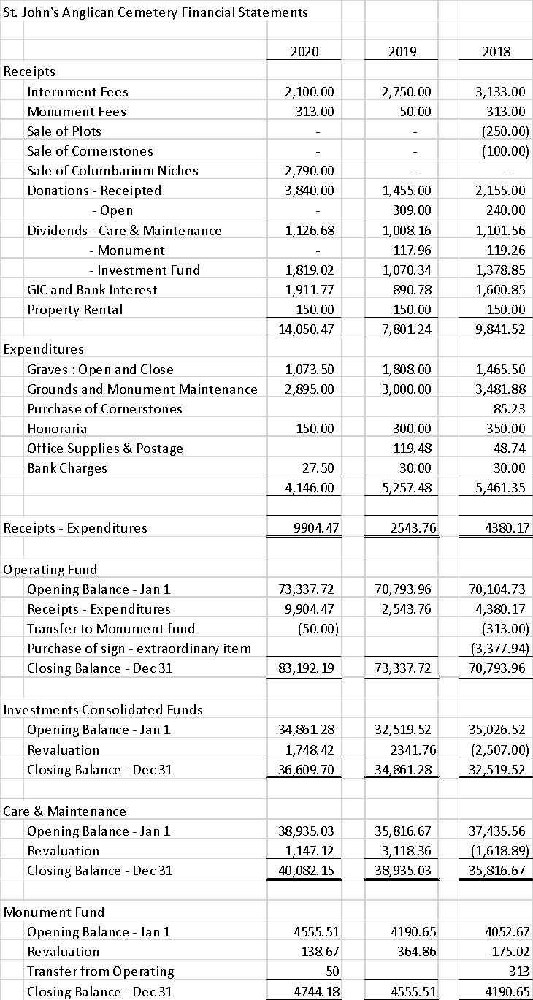 St. John's Anglican Cemetery Financial Statements
2020 2019 2018
Receipts
Internment Fees 2,100.00 2,750.00 3,133.00
Monument Fees 313.00 50.00 313.00
Sale of Plots - - (250.00)
Sale of Cornerstones - - (100.00)
Sale of Columbarium Niches 2,790.00 - -
Donations - Receipted 3,840.00 1,455.00 2,155.00
- Open - 309.00 240.00
Dividends - Care & Maintenance 1,126.68 1,008.16 1,101.56
- Monument - 117.96 119.26
- Investment Fund 1,819.02 1,070.34 1,378.85
GIC and Bank Interest 1,911.77 890.78 1,600.85
Property Rental 150.00 150.00 150.00
14,050.47 7,801.24 9,841.52
Expenditures
Graves : Open and Close 1,073.50 1,808.00 1,465.50
Grounds and Monument Maintenance 2,895.00 3,000.00 3,481.88
Purchase of Cornerstones 85.23
Honoraria 150.00 300.00 350.00
Office Supplies & Postage 119.48 48.74
Bank Charges 27.50 30.00 30.00
4,146.00 5,257.48 5,461.35
Receipts - Expenditures 9904.47 2543.76 4380.17
Operating Fund
Opening Balance - Jan 1 73,337.72 70,793.96 70,104.73
Receipts - Expenditures 9,904.47 2,543.76 4,380.17
Transfer to Monument fund (50.00) (313.00)
Purchase of sign - extraordinary item (3,377.94)
Closing Balance - Dec 31 83,192.19 73,337.72 70,793.96
Investments Consolidated Funds
Opening Balance - Jan 1 34,861.28 32,519.52 35,026.52
Revaluation 1,748.42 2341.76 (2,507.00)
Closing Balance - Dec 31 36,609.70 34,861.28 32,519.52
Care & Maintenance
Opening Balance - Jan 1 38,935.03 35,816.67 37,435.56
Revaluation 1,147.12 3,118.36 (1,618.89)
Closing Balance - Dec 31 40,082.15 38,935.03 35,816.67
Monument Fund
Opening Balance - Jan 1 4555.51 4190.65 4052.67
Revaluation 138.67 364.86 -175.02
Transfer from Operating 50 313
Closing Balance - Dec 31 4744.18 4555.51 4190.65